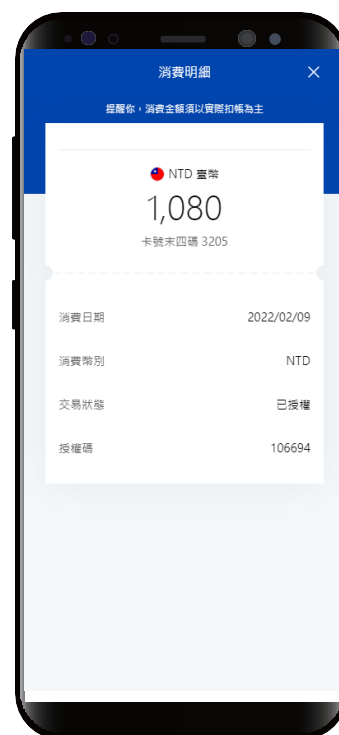 消費明細
提醒你，消費金額須以實際扣帳為主
NTD 臺幣
1,080
卡號末四碼 3205
消費日期 2022/02/09
消費幣別 NTD
交易狀態 已授權
授權碼 106694